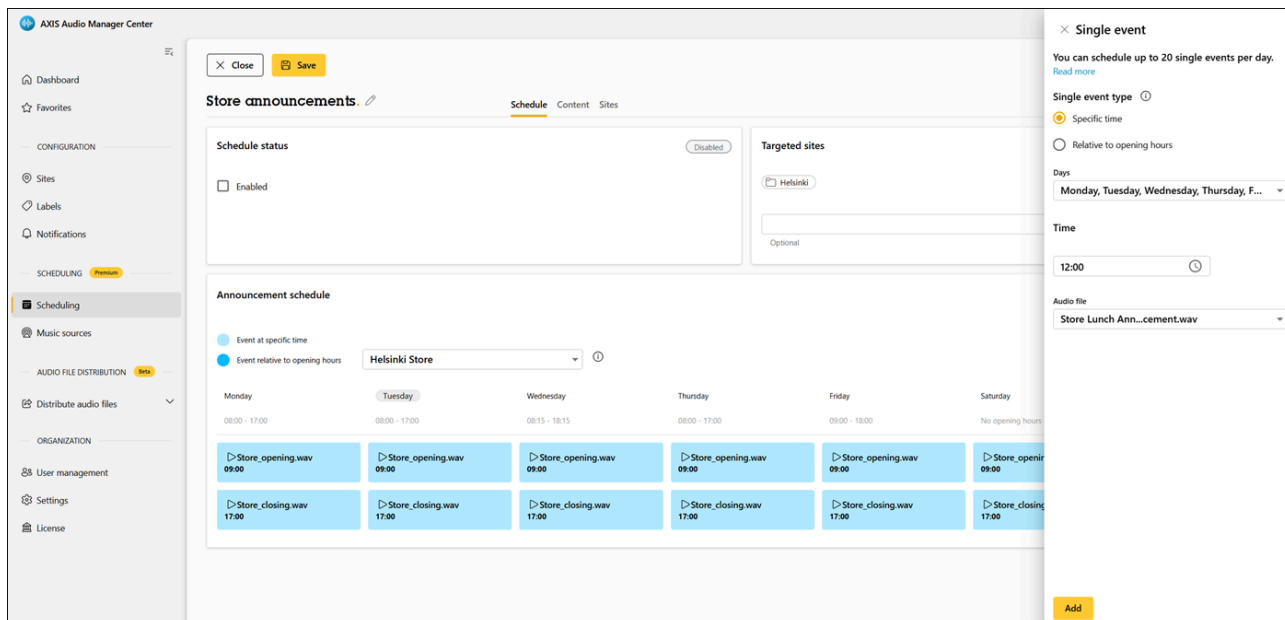 AXIS Audio Manager Center
Dashboard
Favorites
CONFIGURATION
Sites
Labels
Notifications
SCHEDULING Premium
Scheduling
Music sources
AUDIO FILE DISTRIBUTION Beta
Distribute audio files
ORGANIZATION
User management
Settings
License
Close Save
Store announcements.
Schedule Content Sites
Schedule status Disabled
Enabled
Targeted sites
Helsinki
Optional
Announcement schedule
Event at specific time
Event relative to opening hours Helsinki Store
Monday Tuesday Wednesday Thursday Friday Saturday
08:00 - 17:00 08:00 - 17:00 08:15 - 18:15 08:00 - 17:00 09:00 - 18:00 No opening hours
Store_opening.wav Store_opening.wav Store_opening.wav Store_opening.wav Store_opening.wav Store_openin
09:00 09:00 09:00 09:00 09:00 09:00
Store_closing.wav Store_closing.wav Store_closing.wav Store_closing.wav Store_closing.wav Store_closing
17:00 17:00 17:00 17:00 17:00 17:00
Single event
You can schedule up to 20 single events per day.
Read more
Single event type
Specific time
Relative to opening hours
Days
Monday, Tuesday, Wednesday, Thursday, F...
Time
12:00
Audio file
Store Lunch Ann...cement.wav
Add